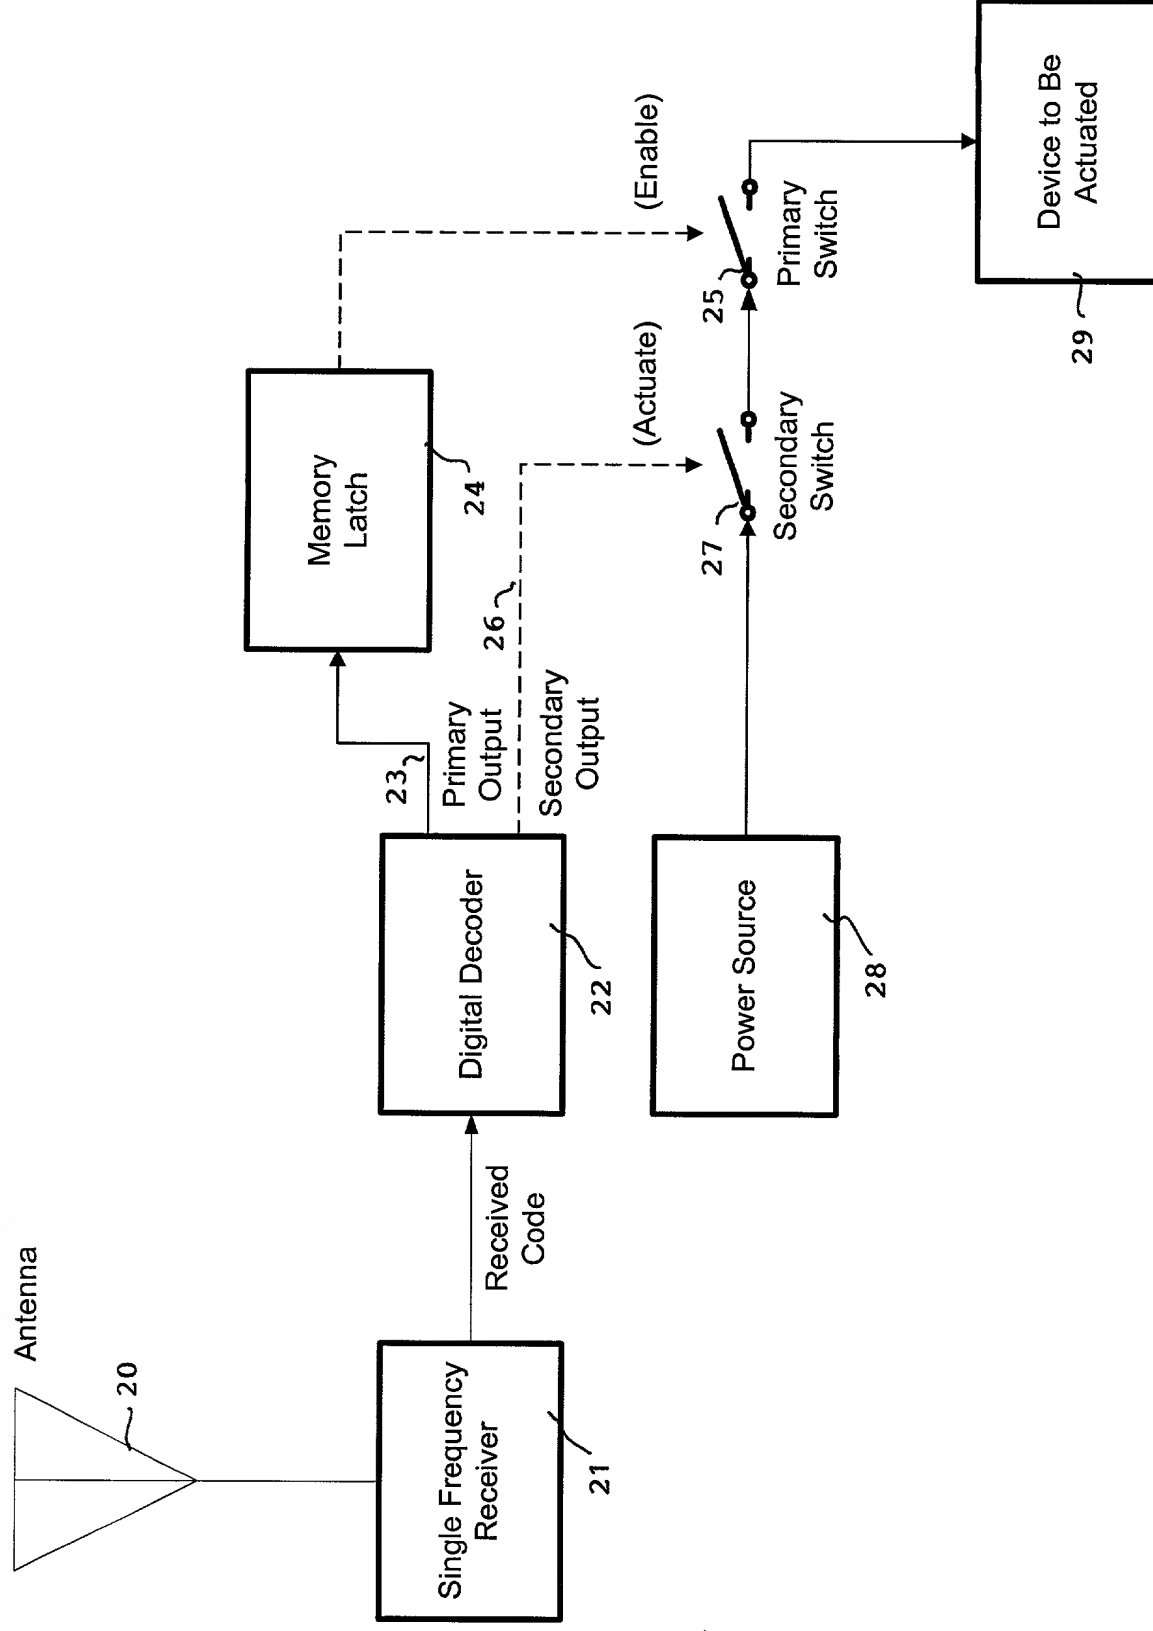 Antenna
20
Single Frequency
Receiver
21
Received
Code
Digital Decoder
22
23
Primary
Output
26
Secondary
Output
Memory
Latch
24
(Enable)
(Actuate)
Power Source
28
27
Secondary
Switch
25
Primary
Switch
Device to Be
Actuated
29